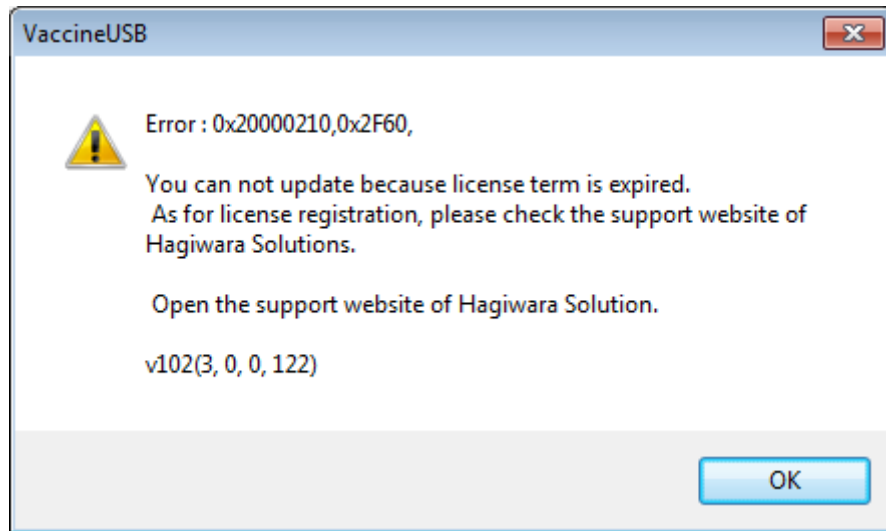 VaccineUSB
Error : 0x20000210,0x2F60,
You can not update because license term is expired.
As for license registration, please check the support website of
Hagiwara Solutions.
Open the support website of Hagiwara Solution.
v102(3, 0, 0, 122)
OK